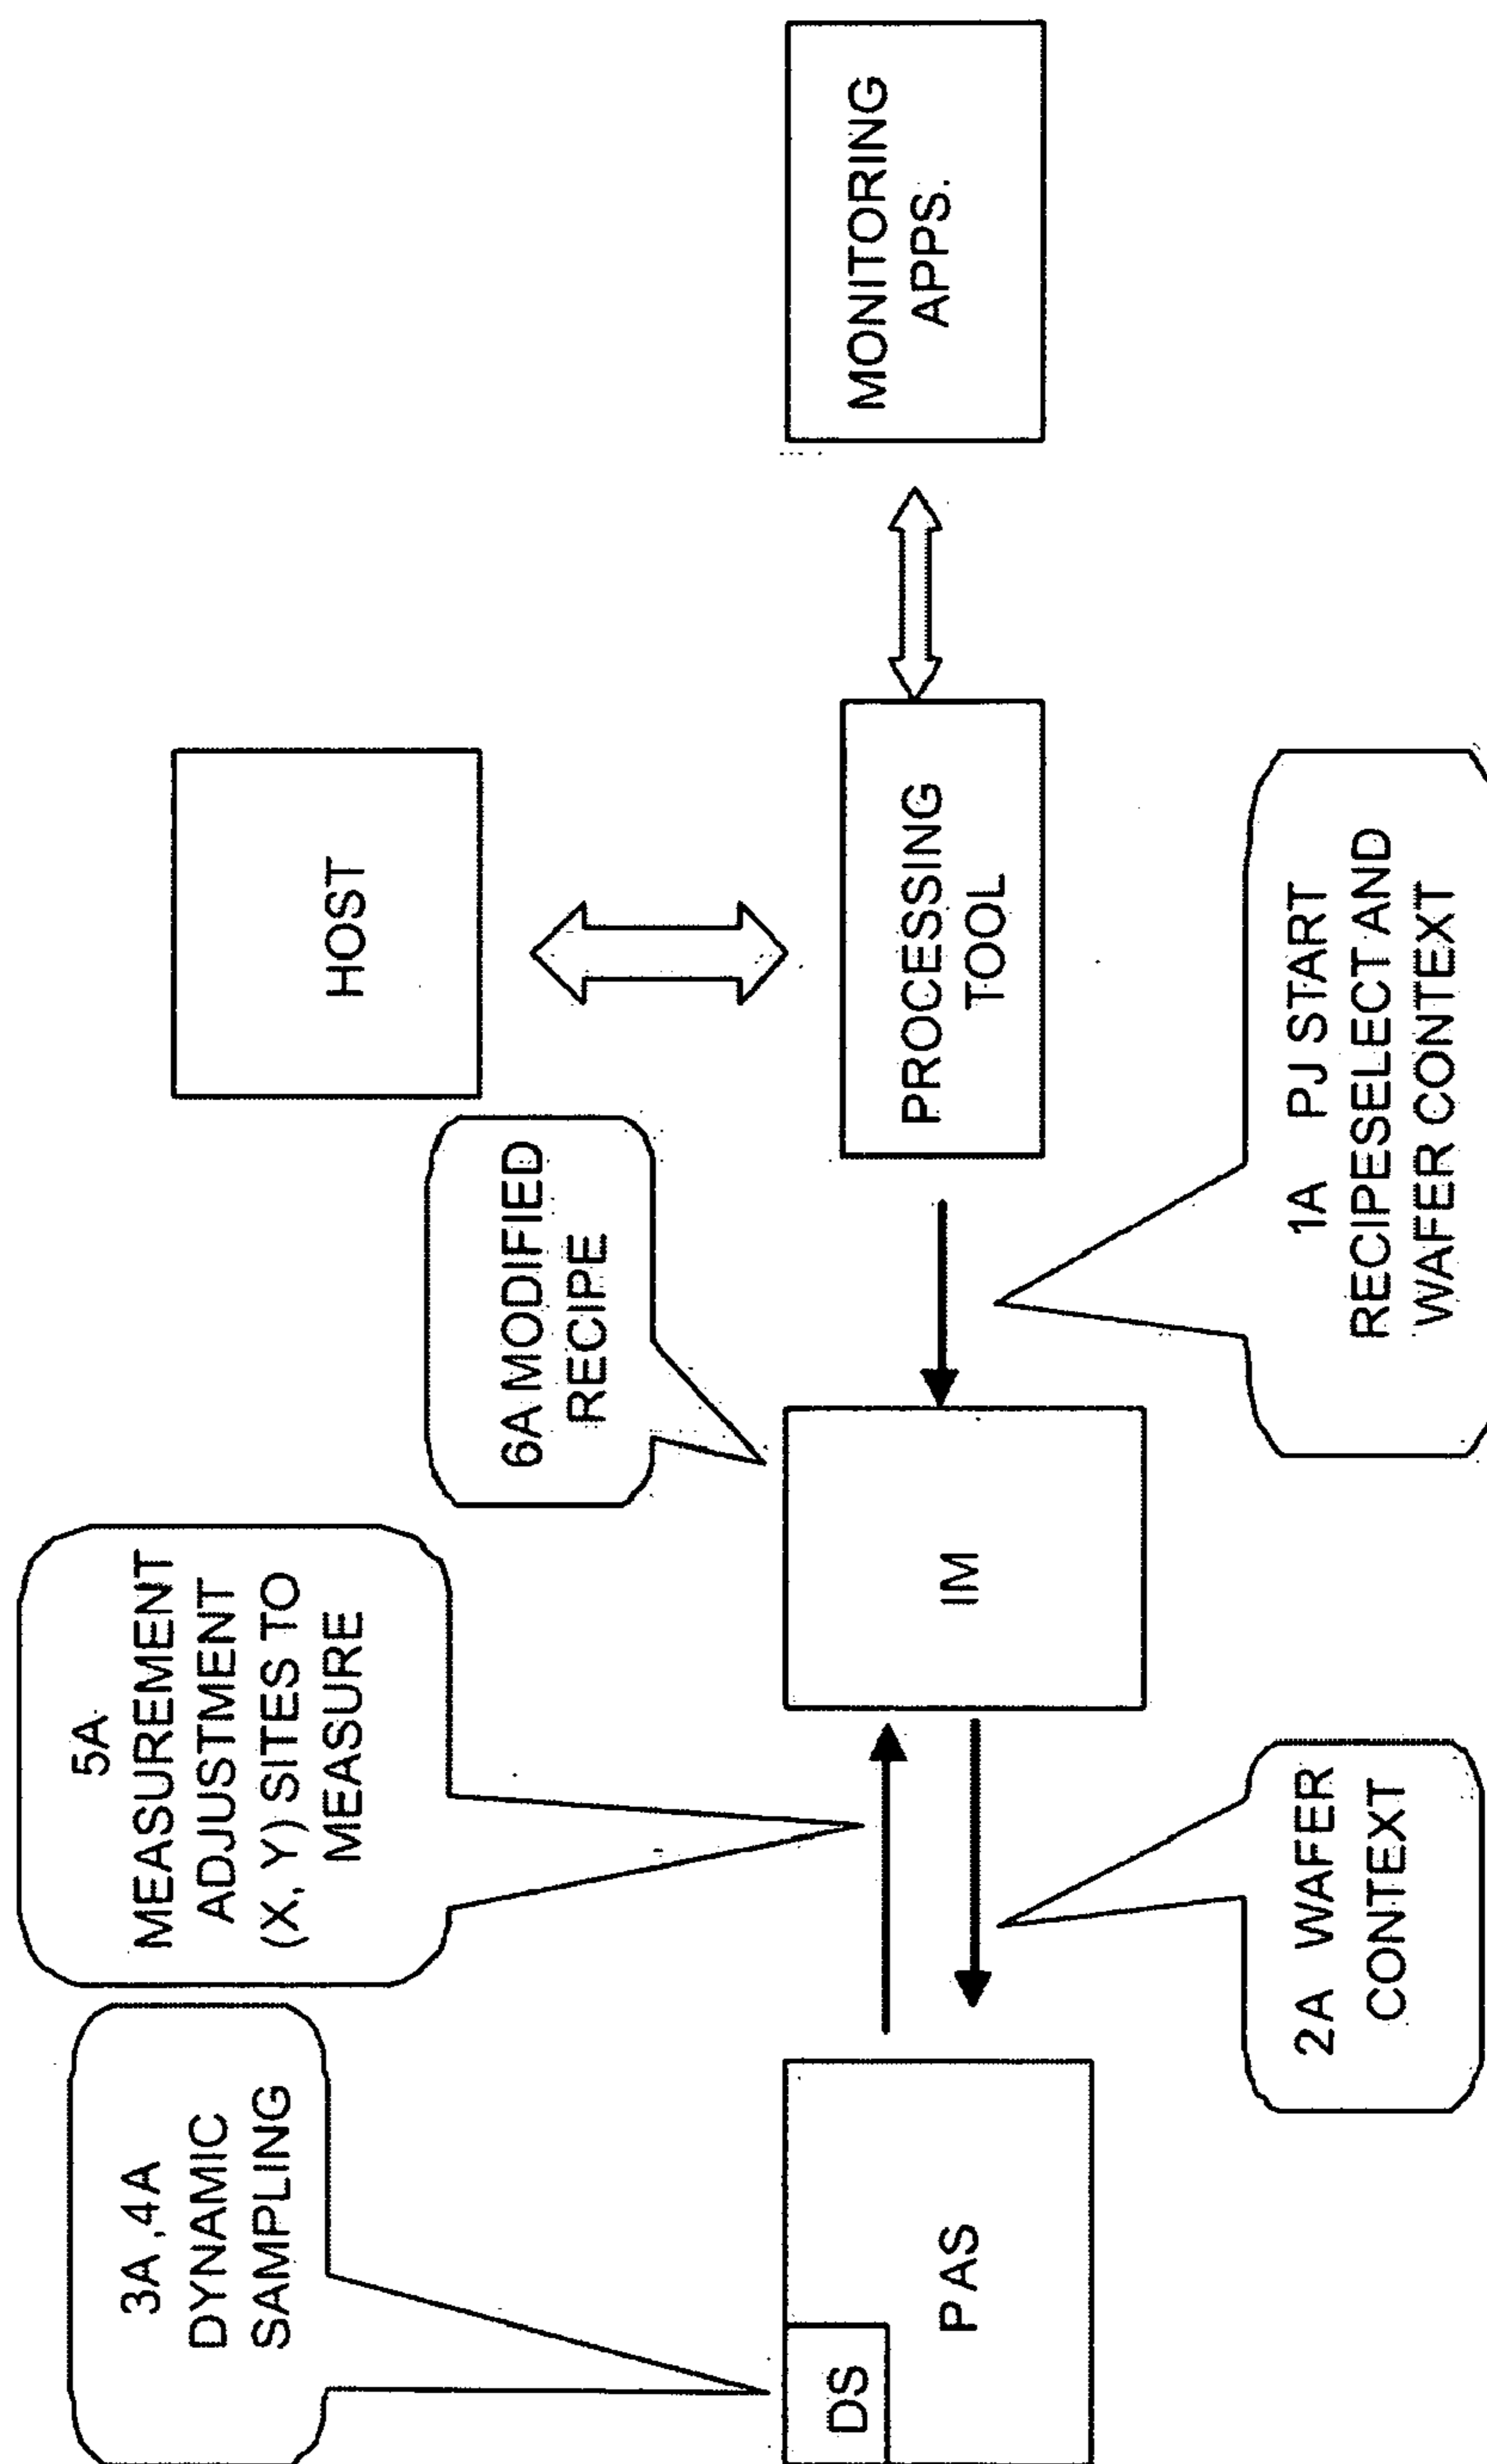 3A ,4A
DYNAMIC
SAMPLING
5A
MEASUREMENT
ADJUSTMENT
(X, Y) SITES TO
MEASURE
6A MODIFIED
RECIPE
HOST
DS
PAS
IM
PROCESSING
TOOL
MONITORING
APPS.
2A WAFER
CONTEXT
1A PJ START
RECIPESELECT AND
WAFER CONTEXT